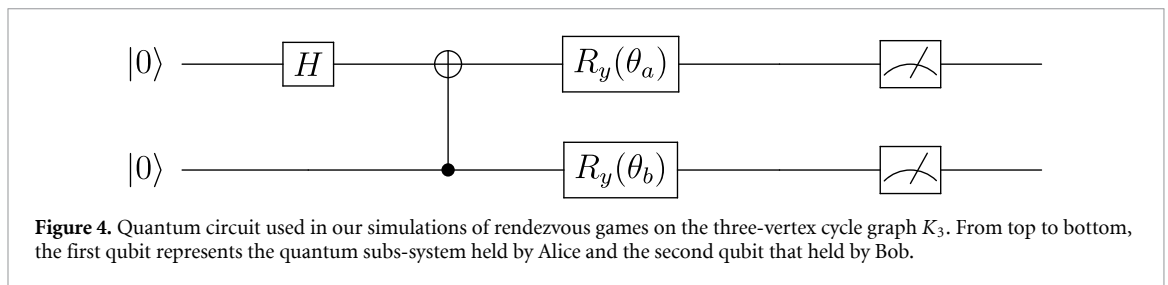 |0⟩ H R_y(θ_a)
|0⟩ R_y(θ_b)
Figure 4. Quantum circuit used in our simulations of rendezvous games on the three-vertex cycle graph K_3. From top to bottom,
the first qubit represents the quantum subs-system held by Alice and the second qubit that held by Bob.